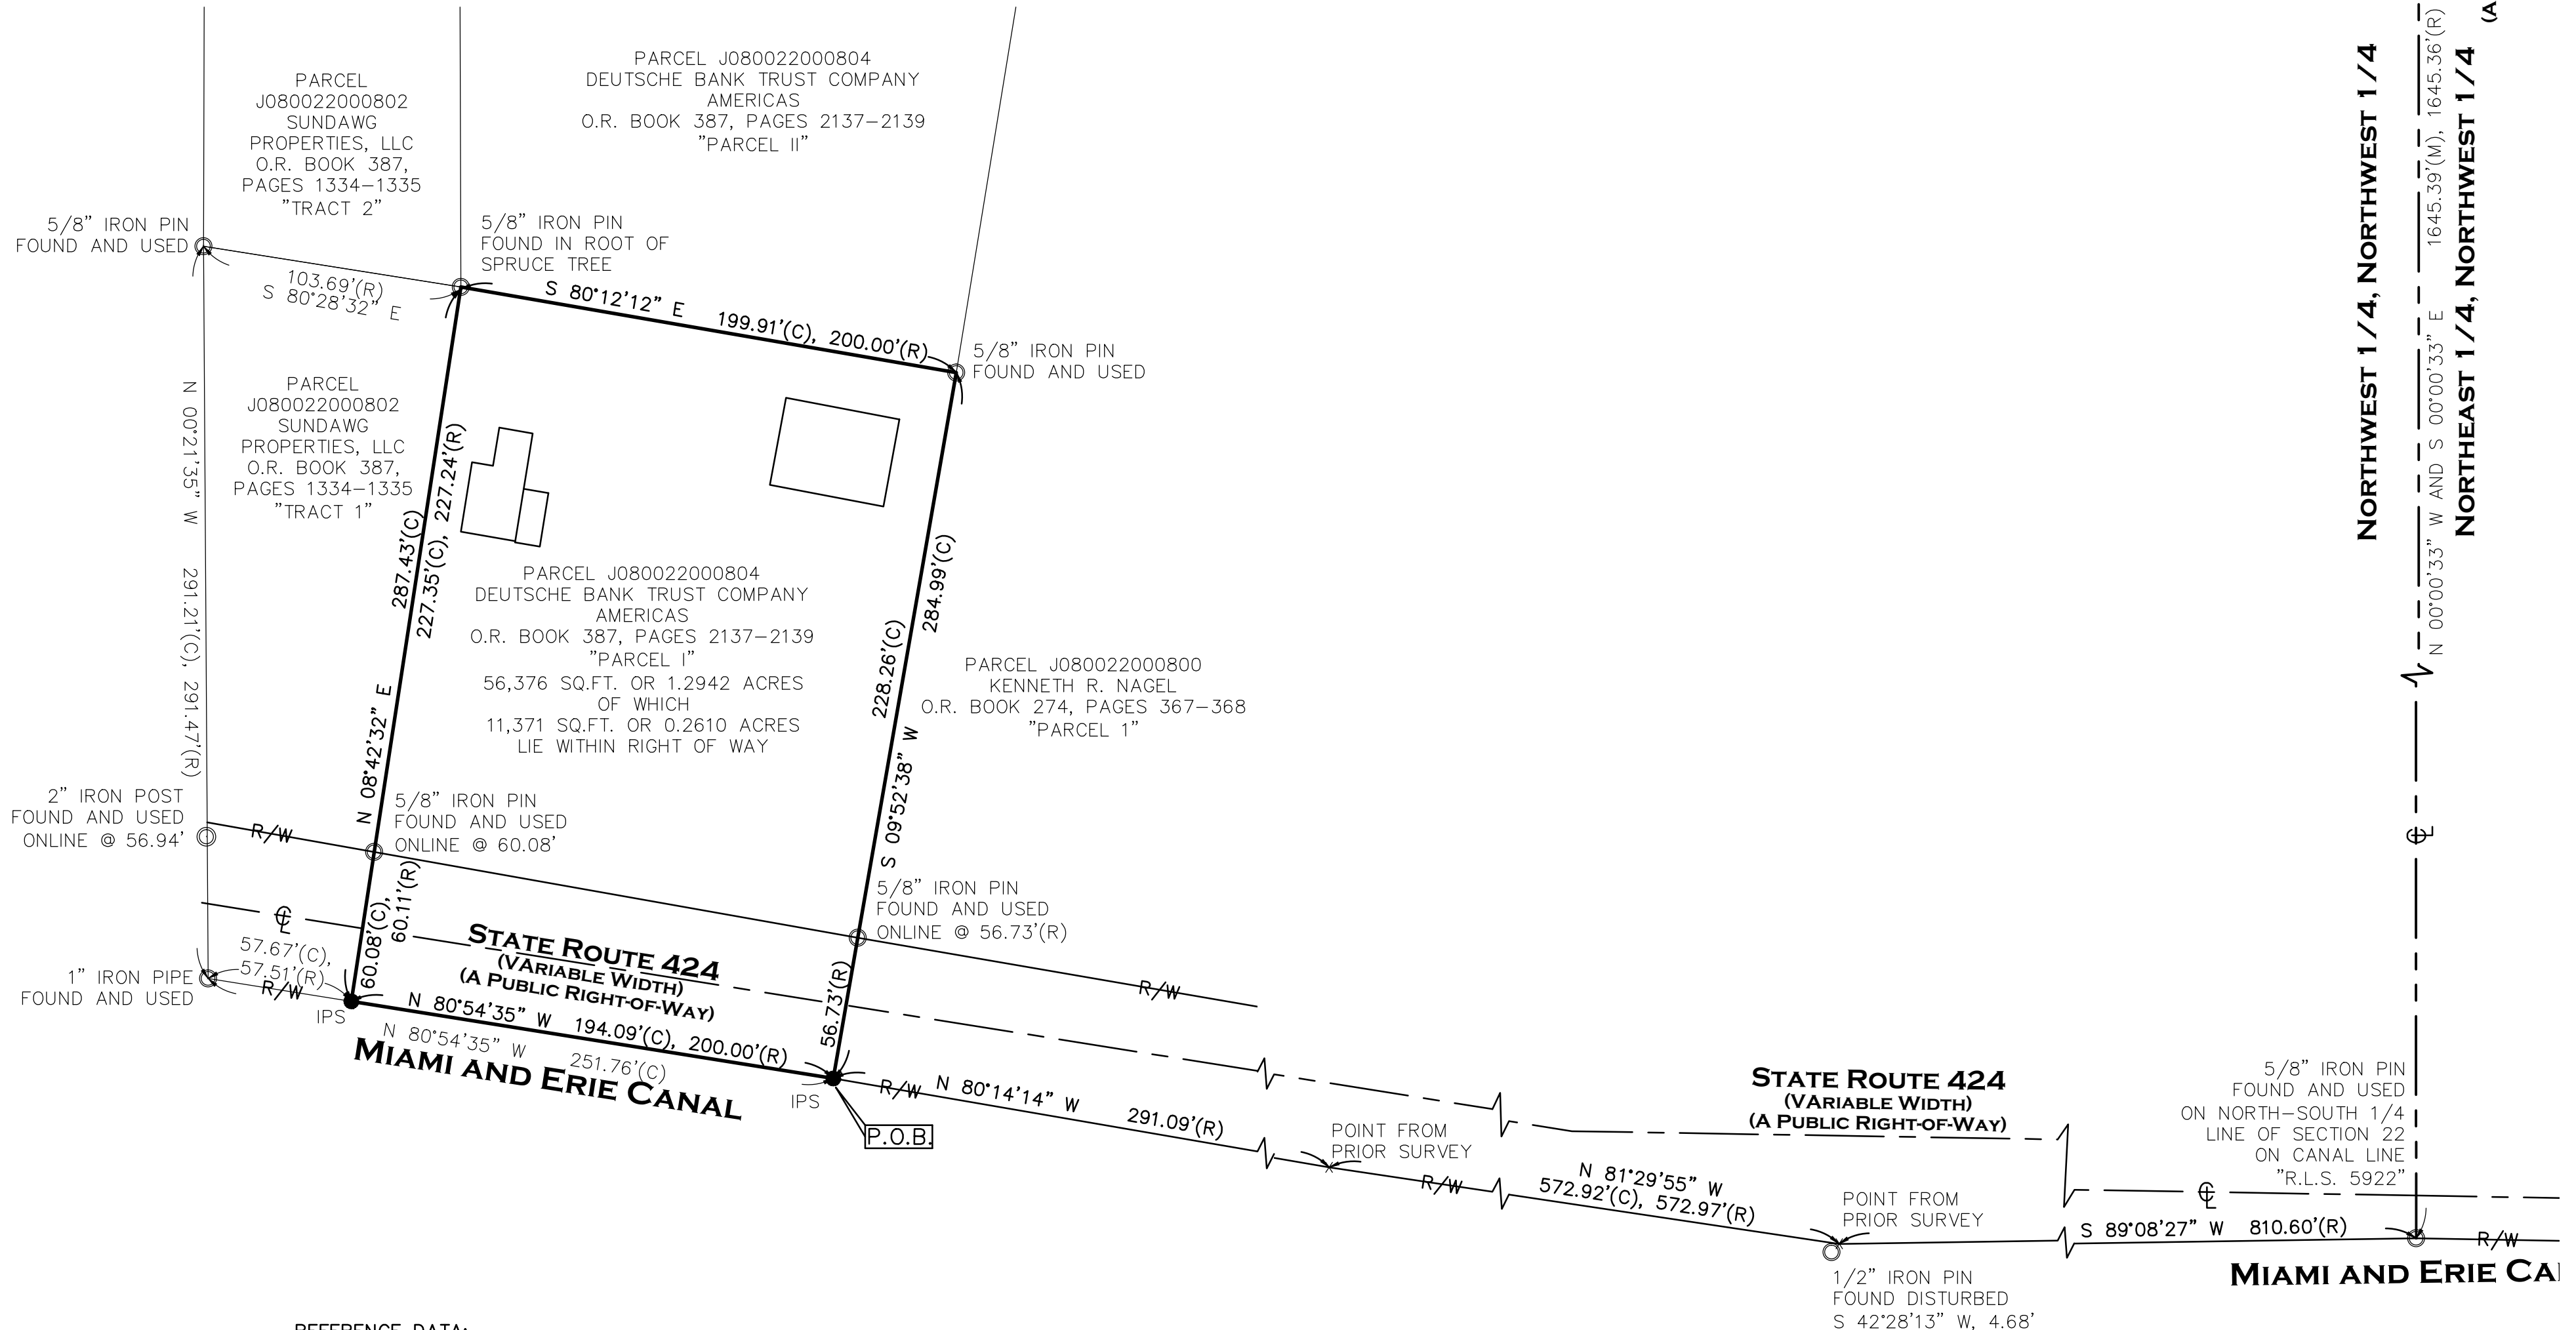 PARCEL
J080022000802
SUNDAWG
PROPERTIES, LLC
O.R. BOOK 387,
PAGES 1334-1335
"TRACT 2"
PARCEL J080022000804
DEUTSCHE BANK TRUST COMPANY
AMERICAS
O.R. BOOK 387, PAGES 2137-2139
"PARCEL II"
5/8" IRON PIN
FOUND AND USED
5/8" IRON PIN
FOUND IN ROOT OF
SPRUCE TREE
103.69'(R)
S 80°28'32" E
S 80°12'12" E 199.91'(C), 200.00'(R)
5/8" IRON PIN
FOUND AND USED
PARCEL
J080022000802
SUNDAWG
PROPERTIES, LLC
O.R. BOOK 387,
PAGES 1334-1335
"TRACT 1"
N 00°21'35" W 291.21'(C), 291.47'(R)
287.43'(C)
227.35'(C), 227.24'(R)
N 08°42'32" E
PARCEL J080022000804
DEUTSCHE BANK TRUST COMPANY
AMERICAS
O.R. BOOK 387, PAGES 2137-2139
"PARCEL I"
56,376 SQ.FT. OR 1.2942 ACRES
OF WHICH
11,371 SQ.FT. OR 0.2610 ACRES
LIE WITHIN RIGHT OF WAY
284.99'(C)
228.26'(C)
S 09°52'38" W
PARCEL J080022000800
KENNETH R. NAGEL
O.R. BOOK 274, PAGES 367-368
"PARCEL 1"
2" IRON POST
FOUND AND USED
ONLINE @ 56.94'
R/W
5/8" IRON PIN
FOUND AND USED
ONLINE @ 60.08'
60.08'(C),
60.11'(R)
5/8" IRON PIN
FOUND AND USED
ONLINE @ 56.73'(R)
56.73'(R)
CL
57.67'(C),
57.51'(R)
R/W
1" IRON PIPE
FOUND AND USED
IPS
STATE ROUTE 424
(VARIABLE WIDTH)
(A PUBLIC RIGHT-OF-WAY)
N 80°54'35" W 194.09'(C), 200.00'(R)
N 80°54'35" W 251.76'(C)
MIAMI AND ERIE CANAL
IPS
P.O.B.
R/W
R/W
N 80°14'14" W 291.09'(R)
POINT FROM
PRIOR SURVEY
R/W
N 81°29'55" W
572.92'(C), 572.97'(R)
STATE ROUTE 424
(VARIABLE WIDTH)
(A PUBLIC RIGHT-OF-WAY)
POINT FROM
PRIOR SURVEY
1/2" IRON PIN
FOUND DISTURBED
S 42°28'13" W, 4.68'
5/8" IRON PIN
FOUND AND USED
ON NORTH-SOUTH 1/4
LINE OF SECTION 22
ON CANAL LINE
"R.L.S. 5922"
CL
S 89°08'27" W 810.60'(R)
R/W
MIAMI AND ERIE CA
NORTHWEST 1/4, NORTHWEST 1/4
N 00°00'33" W AND S 00°00'33" E 1645.39'(M), 1645.36'(R)
NORTHEAST 1/4, NORTHWEST 1/4
(A
CL
REFERENCE DATA: